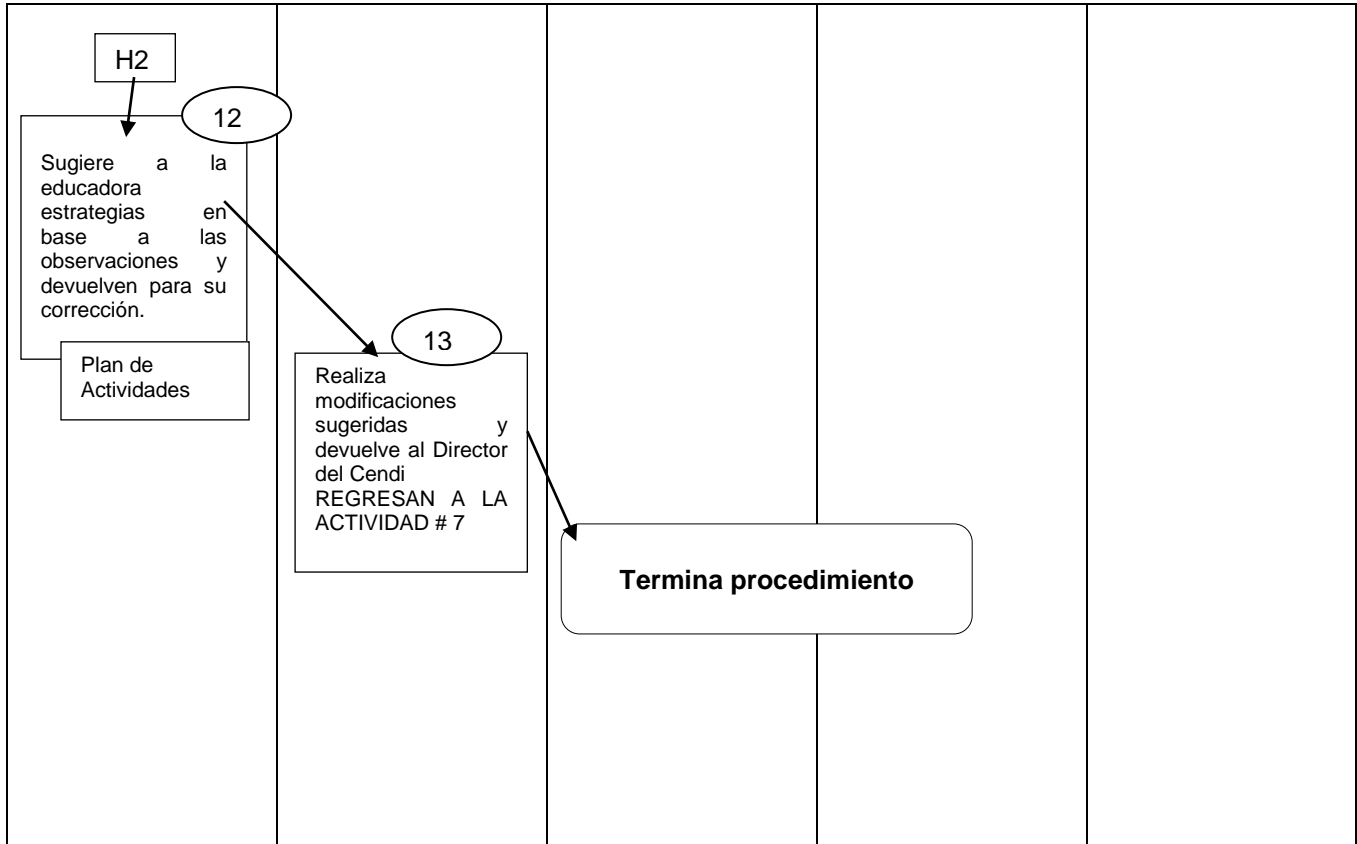 H2
12
Sugiere a la
educadora
estrategias en
base a las
observaciones y
devuelven para su
corrección.
Plan de
Actividades
13
Realiza
modificaciones
sugeridas y
devuelve al Director
del Cendi
REGRESAN A LA
ACTIVIDAD # 7
Termina procedimiento